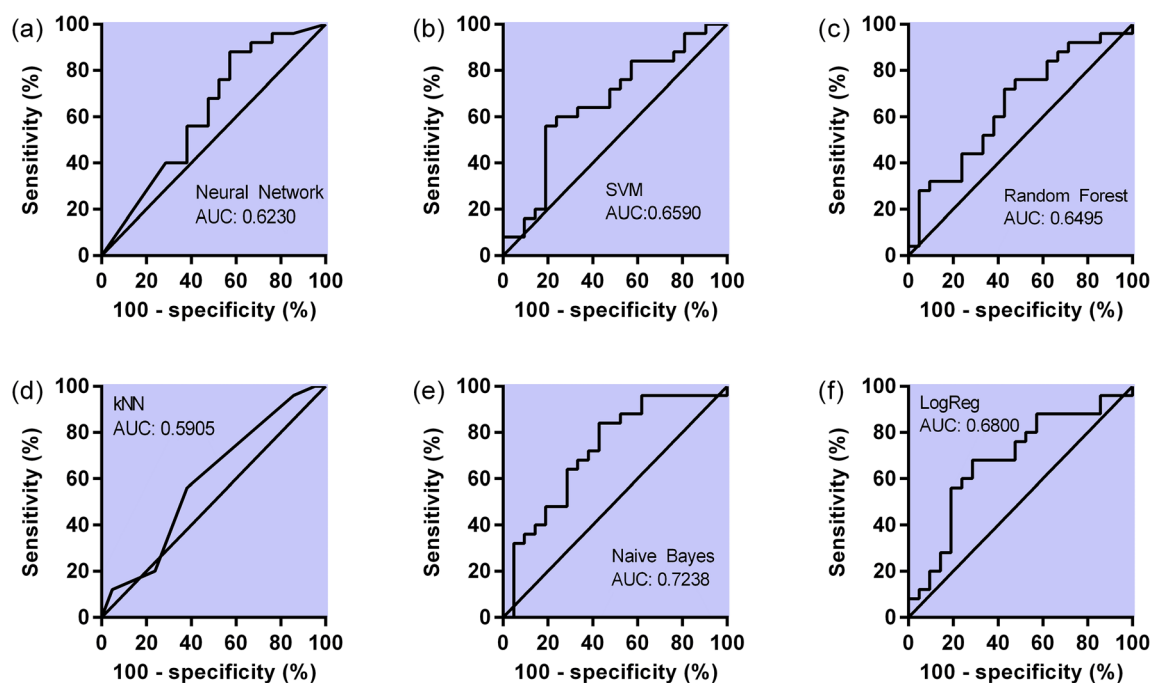 (a)
100
80
60
40
20
0
Sensitivity (%)
Neural Network
AUC: 0.6230
0 20 40 60 80 100
100 - specificity (%)
(b)
100
80
60
40
20
0
Sensitivity (%)
SVM
AUC:0.6590
0 20 40 60 80 100
100 - specificity (%)
(c)
100
80
60
40
20
0
Sensitivity (%)
Random Forest
AUC: 0.6495
0 20 40 60 80 100
100 - specificity (%)
(d)
100
80
60
40
20
0
Sensitivity (%)
kNN
AUC: 0.5905
0 20 40 60 80 100
100 - specificity (%)
(e)
100
80
60
40
20
0
Sensitivity (%)
Naive Bayes
AUC: 0.7238
0 20 40 60 80 100
100 - specificity (%)
(f)
100
80
60
40
20
0
Sensitivity (%)
LogReg
AUC: 0.6800
0 20 40 60 80 100
100 - specificity (%)